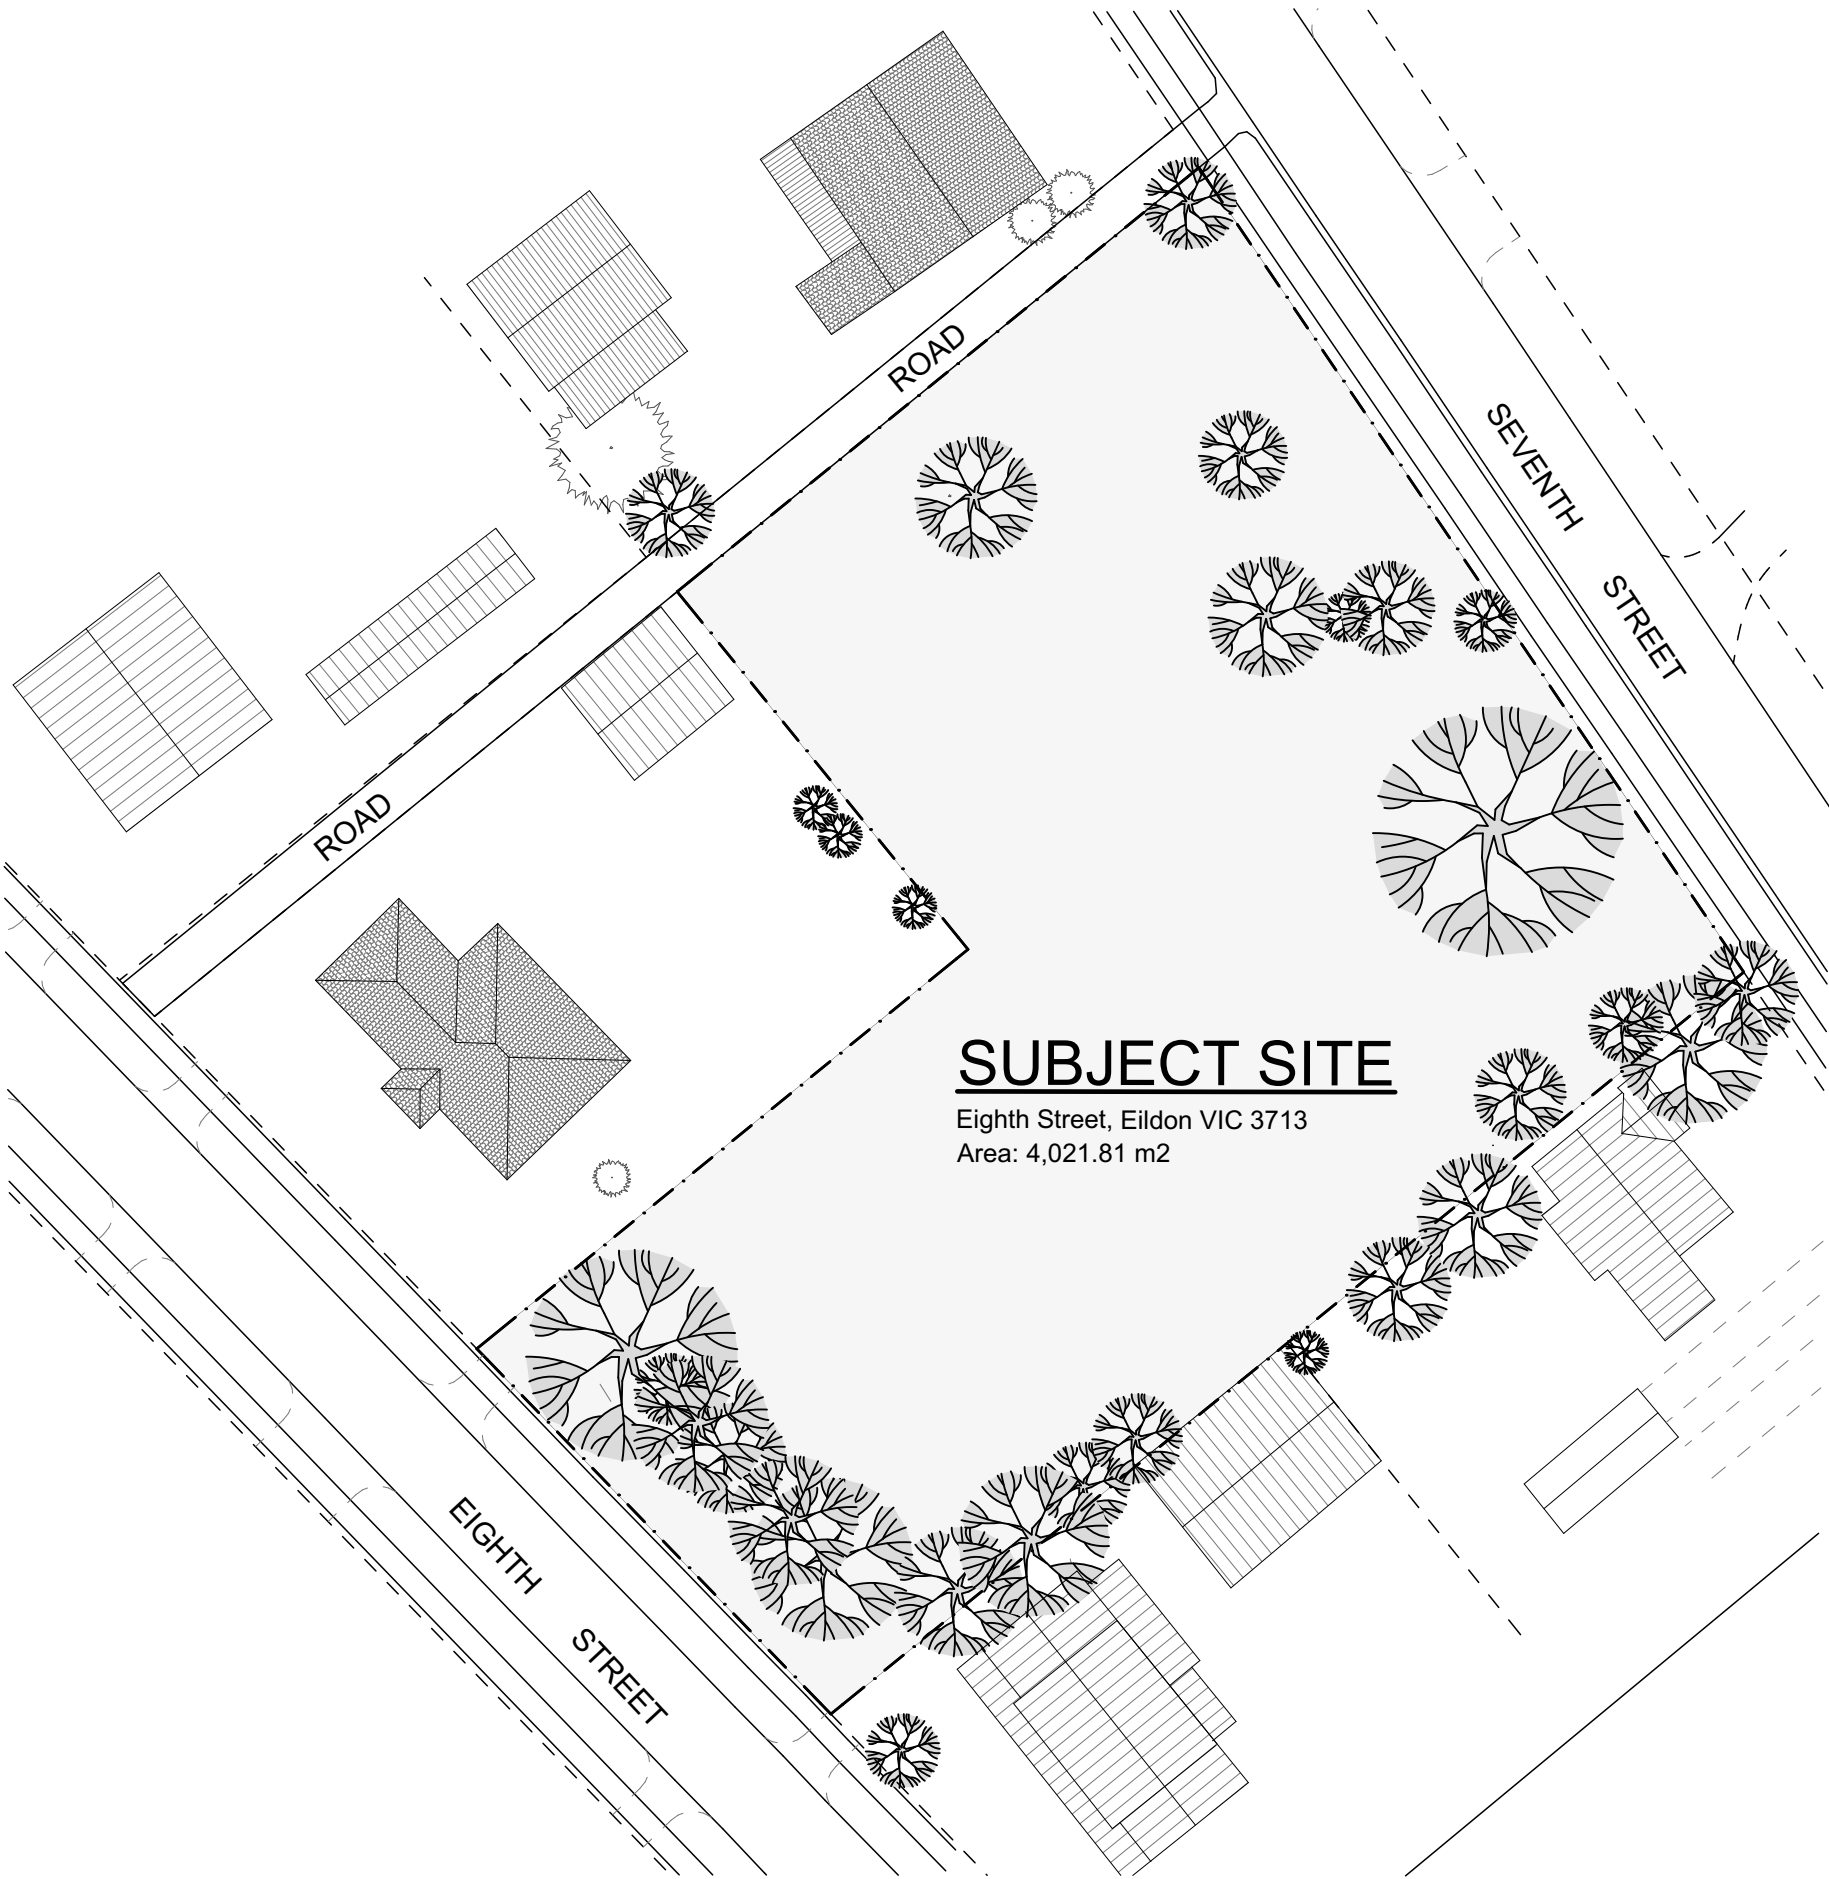 ROAD
SEVENTH STREET
ROAD
SUBJECT SITE
Eighth Street, Eildon VIC 3713
Area: 4,021.81 m2
EIGHTH STREET